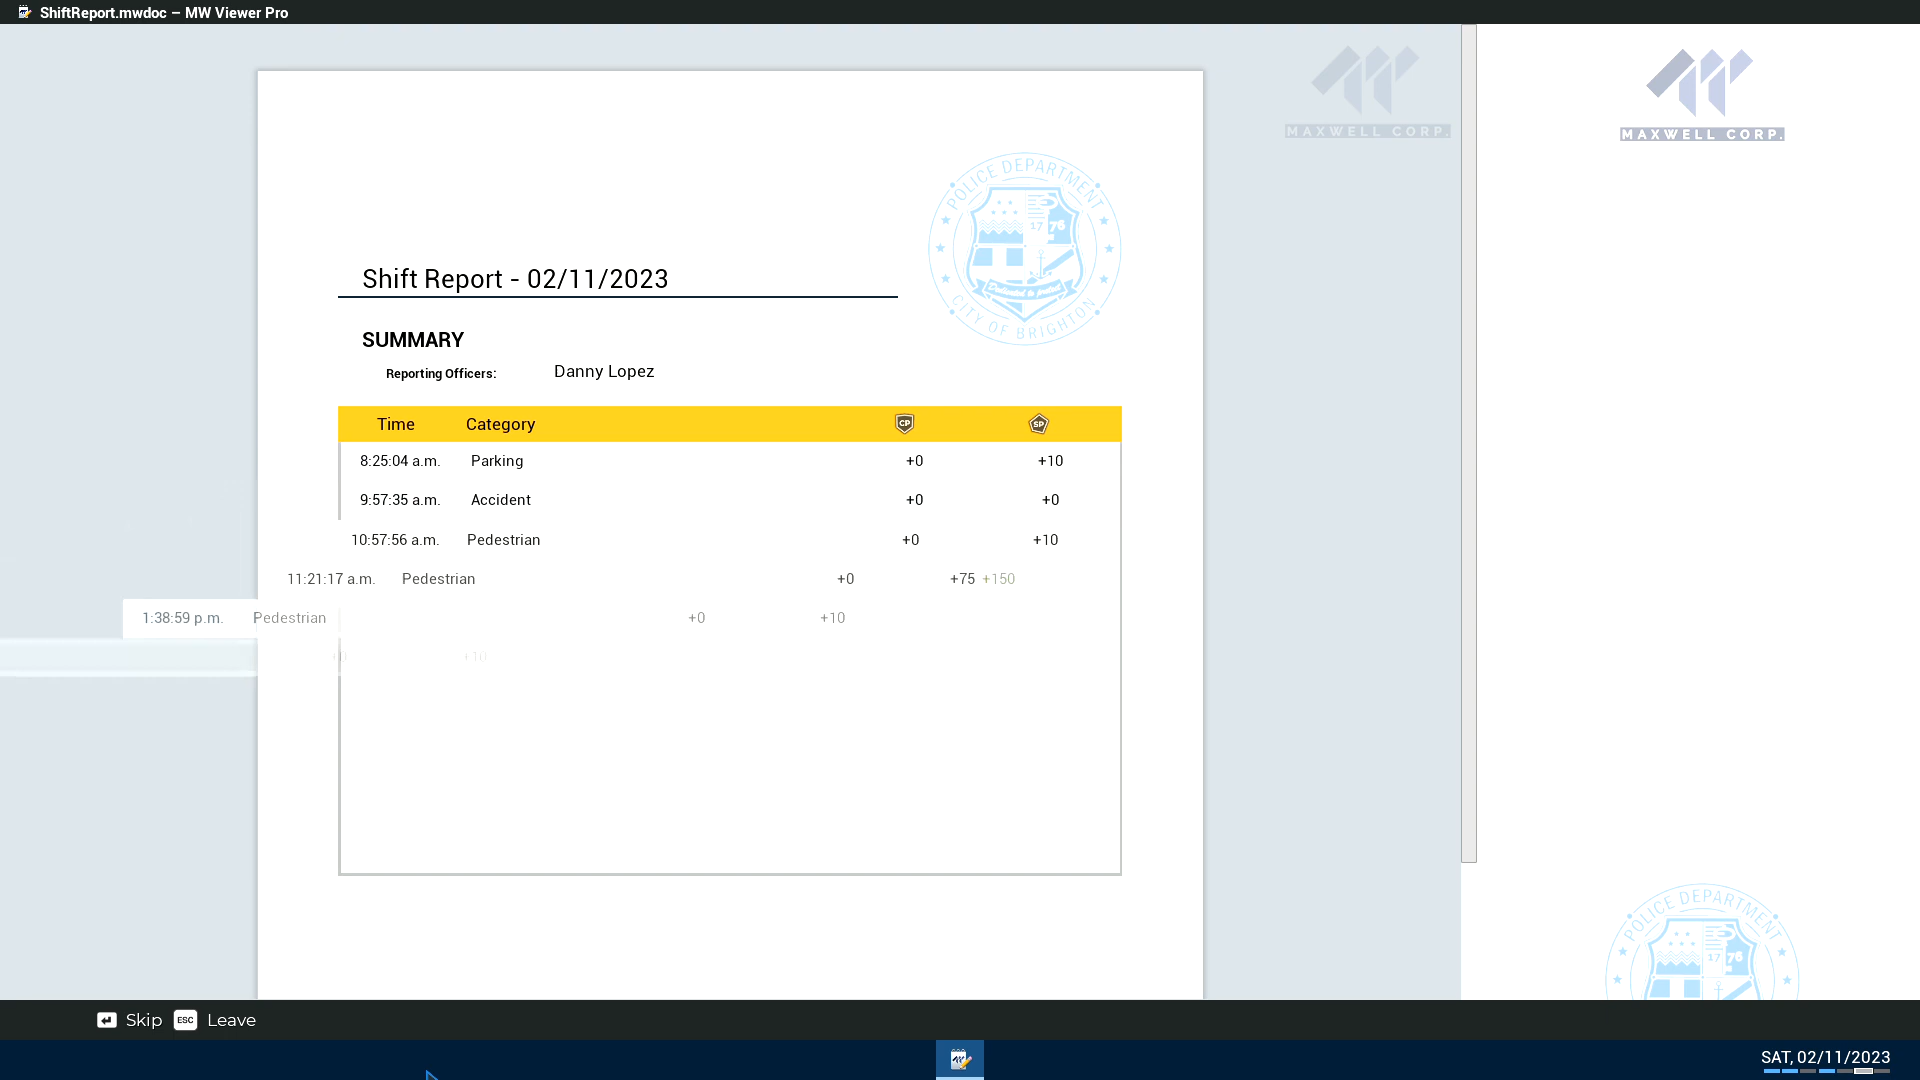 ShiftReport.mwdoc – MW Viewer Pro
MAXWELL CORP.
MAXWELL CORP.
POLICE DEPARTMENT
1776
CITY OF BRIGHTON
Shift Report - 02/11/2023
SUMMARY
Reporting Officers: Danny Lopez
Time Category CP SP
8:25:04 a.m. Parking +0 +10
9:57:35 a.m. Accident +0 +0
10:57:56 a.m. Pedestrian +0 +10
11:21:17 a.m. Pedestrian +0 +75 +150
1:38:59 p.m. Pedestrian +0 +10
+10
POLICE DEPARTMENT
1776
Skip ESC Leave
SAT, 02/11/2023